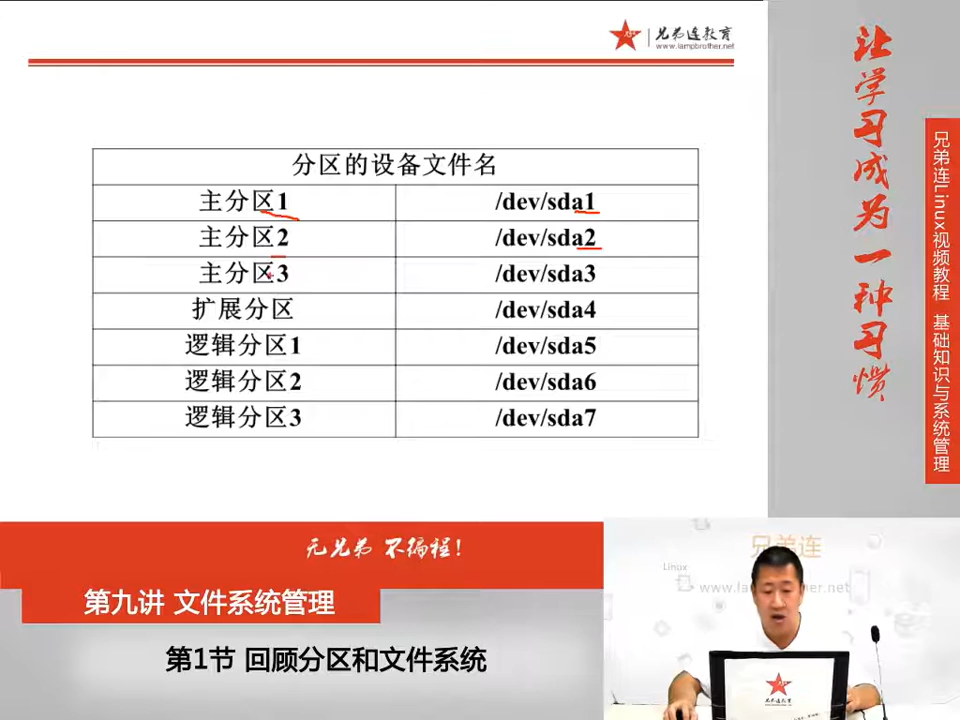 兄弟连教育
www.lampbrother.net
分区的设备文件名
主分区1 /dev/sda1
主分区2 /dev/sda2
主分区3 /dev/sda3
扩展分区 /dev/sda4
逻辑分区1 /dev/sda5
逻辑分区2 /dev/sda6
逻辑分区3 /dev/sda7
让学习成为一种习惯
兄弟连Linux视频教程 基础知识与系统管理
无兄弟 不编程!
第九讲 文件系统管理
第1节 回顾分区和文件系统
兄弟连
Linux
兄弟连教育